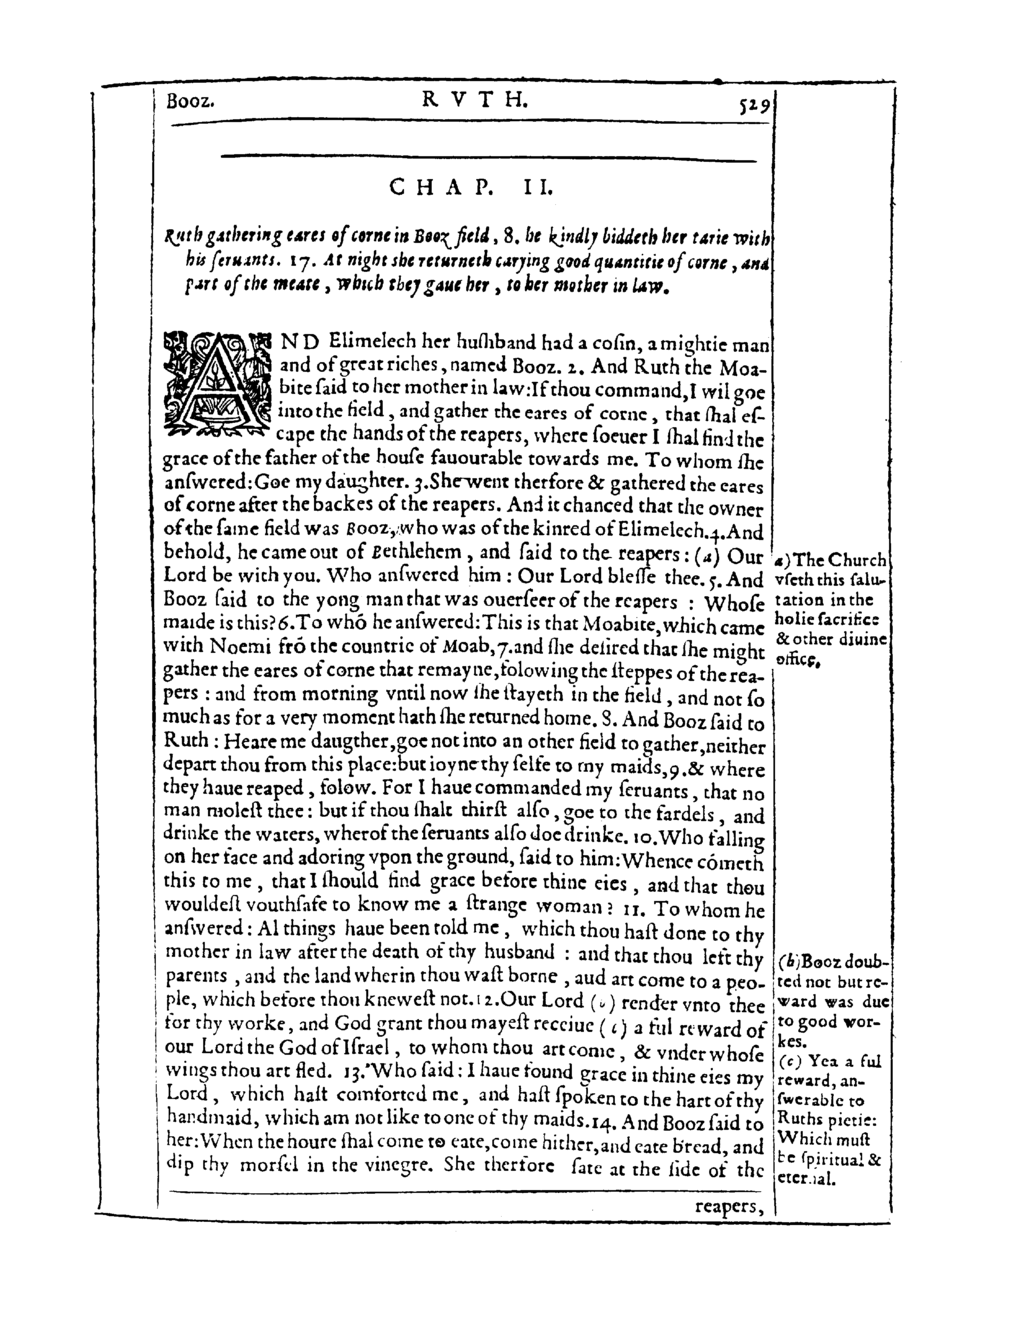 Booz. RVTH. 529
CHAP. II.
Ruth gathering eares of corne in Booz field, 8. he kindly biddeth her tarie with
his ſeruants. 17. At night she returneth carying good quantitie of corne, and
part of the meate, which they gaue her, to her mother in law.
AND Elimelech her huſhband had a coſin, a mightie man
and of great riches, named Booz. 2. And Ruth the Moa-
bite ſaid to her mother in law: If thou command, I wil goe
into the field, and gather the eares of corne, that ſhal eſ-
cape the hands of the reapers, where ſoeuer I ſhal find the
grace of the father of the houſe fauourable towards me. To whom ſhe
anſwered: Goe my daughter. 3. She went therfore & gathered the eares
of corne after the backes of the reapers. And it chanced that the owner
of the ſame field was Booz, who was of the kinred of Elimelech. 4. And
behold, he came out of Bethlehem, and ſaid to the reapers: (a) Our
Lord be with you. Who anſwered him: Our Lord bleſſe thee. 5. And
Booz ſaid to the yong man that was ouerſeer of the reapers: Whoſe
maide is this? 6. To whõ he anſwered: This is that Moabite, which came
with Noemi frõ the countrie of Moab, 7. and ſhe deſired that ſhe might
gather the eares of corne that remayne, folowing the ſteppes of the rea-
pers: and from morning vntil now ſhe ſtayeth in the field, and not ſo
much as for a very moment hath ſhe returned home. 8. And Booz ſaid to
Ruth: Heare me daugther, goe not into an other field to gather, neither
depart thou from this place: but ioyne thy ſelfe to my maids, 9. & where
they haue reaped, folow. For I haue commanded my ſeruants, that no
man moleſt thee: but if thou ſhalt thirſt alſo, goe to the fardels, and
drinke the waters, wherof the ſeruants alſo doe drinke. 10. Who falling
on her face and adoring vpon the ground, ſaid to him: Whence cómeth
this to me, that I ſhould find grace before thine eies, and that thou
wouldeſt vouthſafe to know me a ſtrange woman? 11. To whom he
anſwered: Al things haue been told me, which thou haſt done to thy
mother in law after the death of thy husband: and that thou left thy
parents, and the land wherin thou waſt borne, aud art come to a peo-
ple, which before thou kneweſt not. 12. Our Lord (b) render vnto thee
for thy worke, and God grant thou mayeſt receiue (c) a ful reward of
our Lord the God of Iſrael, to whom thou art come, & vnder whoſe
wings thou art fled. 13. Who ſaid: I haue found grace in thine eies my
Lord, which haſt comforted me, and haſt ſpoken to the hart of thy
handmaid, which am not like to one of thy maids. 14. And Booz ſaid to
her: When the houre ſhal come to eate, come hither, and eate bread, and
dip thy morſel in the vinegre. She therfore ſate at the ſide of the
reapers,
a) The Church
vſeth this ſalu-
tation in the
holie ſacrifice
& other diuine
office.
(b) Booz doub-
ted not but re-
ward was due
to good wor-
kes.
(c) Yea a ful
reward, an-
ſwerable to
Ruths pietie:
Which muſt
be ſpiritual &
eternal.